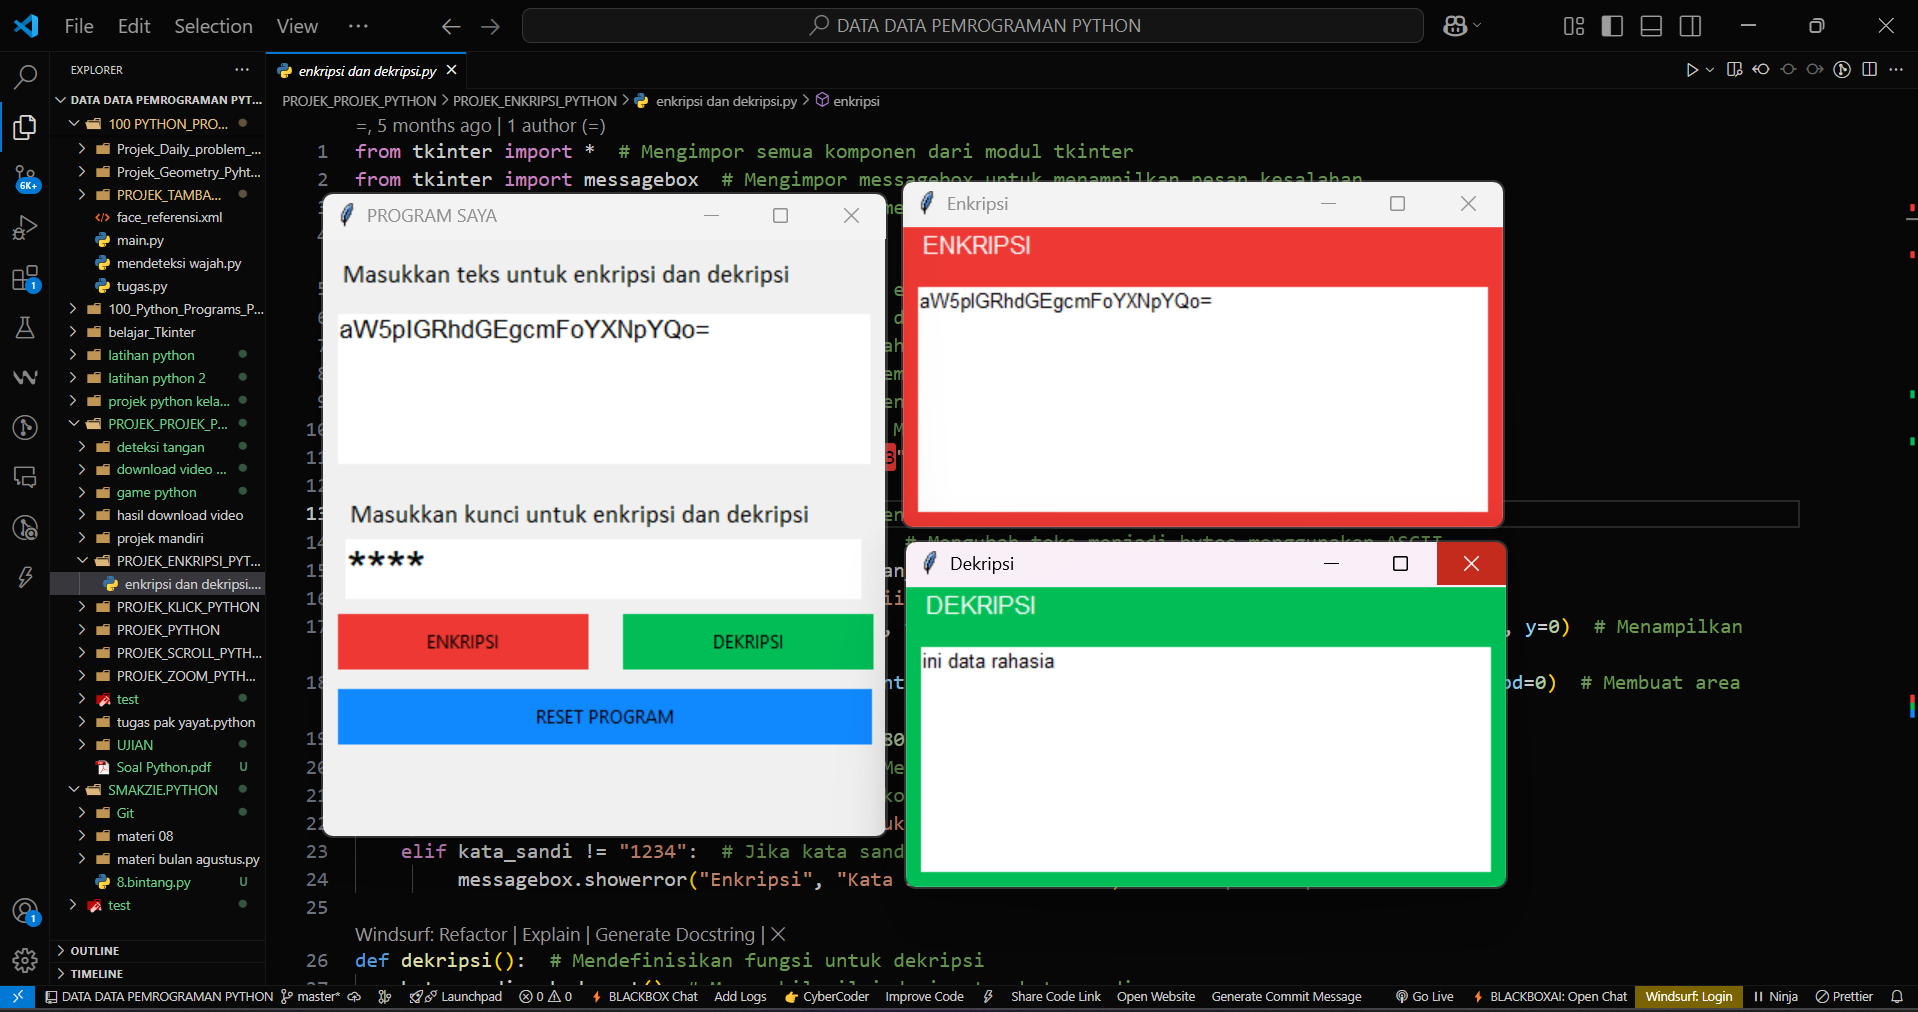 File Edit Selection View ··· DATA DATA PEMROGRAMAN PYTHON
EXPLORER ···
DATA DATA PEMROGRAMAN PYT...
100 PYTHON_PRO...
Projek_Daily_problem_...
Projek_Geometry_Pyht...
PROJEK_TAMBA...
face_referensi.xml
main.py
mendeteksi wajah.py
tugas.py
100_Python_Programs_P...
belajar_Tkinter
latihan python
latihan python 2
projek python kela...
PROJEK_PROJEK_P...
deteksi tangan
download video ...
game python
hasil download video
projek mandiri
PROJEK_ENKRIPSI_PYT...
enkripsi dan dekripsi....
PROJEK_KLICK_PYTHON
PROJEK_PYTHON
PROJEK_SCROLL_PYTH...
PROJEK_ZOOM_PYTH...
test
tugas pak yayat.python
UJIAN
Soal Python.pdf U
SMAKZIE.PYTHON
Git
materi 08
materi bulan agustus.py
8.bintang.py U
test
OUTLINE
TIMELINE
6K+
1
1
enkripsi dan dekripsi.py
PROJEK_PROJEK_PYTHON > PROJEK_ENKRIPSI_PYTHON > enkripsi dan dekripsi.py > enkripsi
=, 5 months ago | 1 author (=)
1 from tkinter import * # Mengimpor semua komponen dari modul tkinter
2 from tkinter import messagebox # Mengimpor messagebox untuk menampilkan pesan kesalahan
PROGRAM SAYA
Masukkan teks untuk enkripsi dan dekripsi
aW5pIGRhdGEgcmFoYXNpYQo=
Masukkan kunci untuk enkripsi dan dekripsi
****
ENKRIPSI DEKRIPSI
RESET PROGRAM
Enkripsi
ENKRIPSI
aW5pIGRhdGEgcmFoYXNpYQo=
# Mengubah teks menjadi bytes menggunakan ASCII
Dekripsi
DEKRIPSI
ini data rahasia
, y=0) # Menampilkan
bd=0) # Membuat area
23 elif kata_sandi != "1234": # Jika kata sand
24 messagebox.showerror("Enkripsi", "Kata
25
Windsurf: Refactor | Explain | Generate Docstring | X
26 def dekripsi(): # Mendefinisikan fungsi untuk dekripsi
DATA DATA PEMROGRAMAN PYTHON master* Launchpad 0 0 BLACKBOX Chat Add Logs CyberCoder Improve Code Share Code Link Open Website Generate Commit Message Go Live BLACKBOXAI: Open Chat Windsurf: Login Ninja Prettier